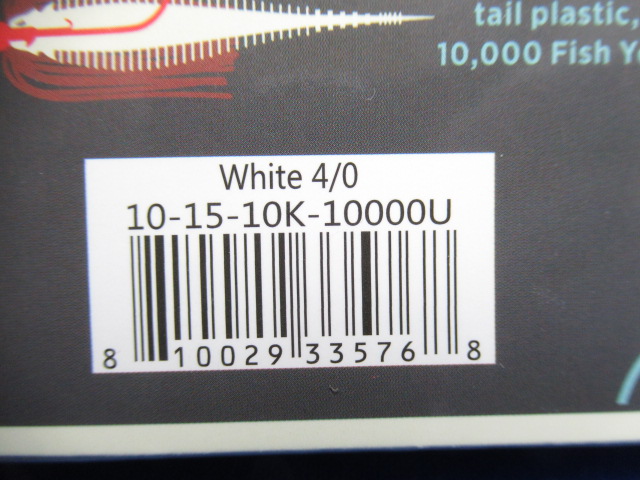 tail plastic,
10,000 Fish
White 4/0
10-15-10K-10000U
8 10029 33576 8